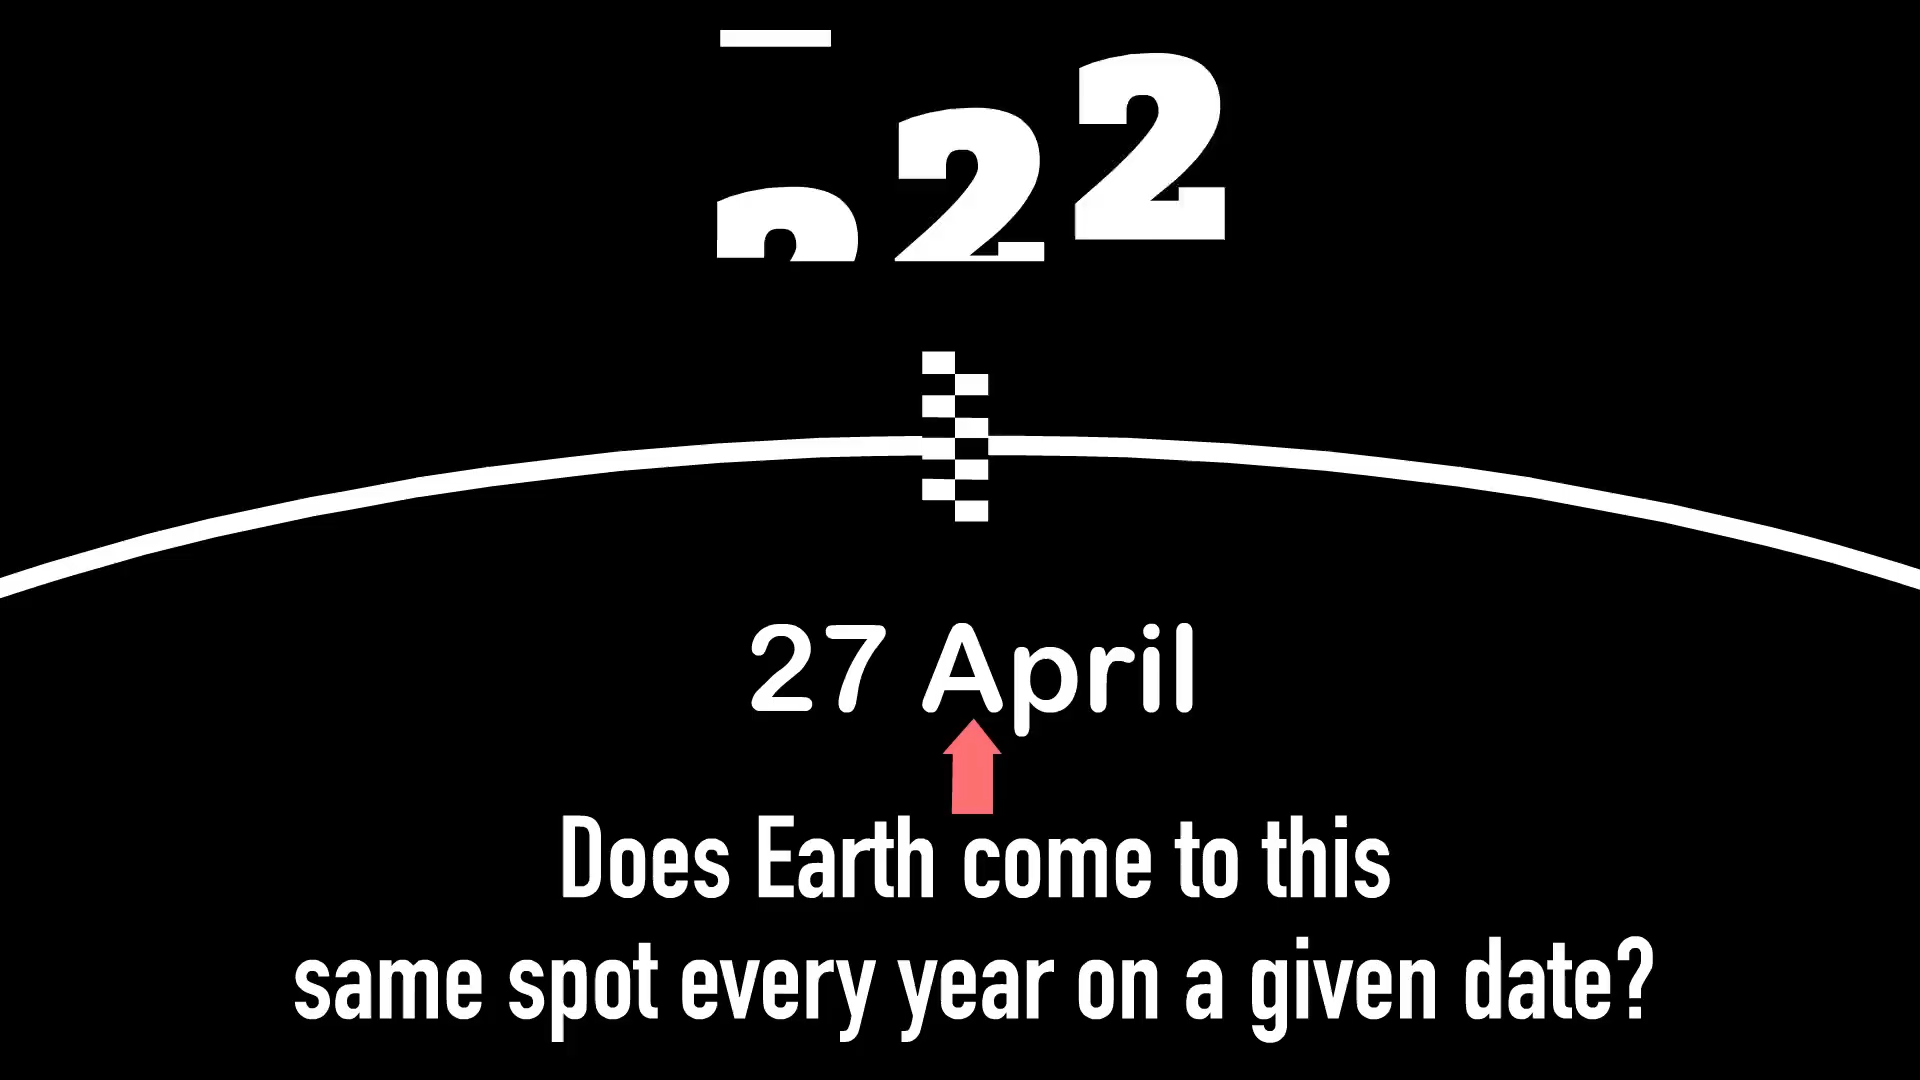 22
27 April
Does Earth come to this
same spot every year on a given date?